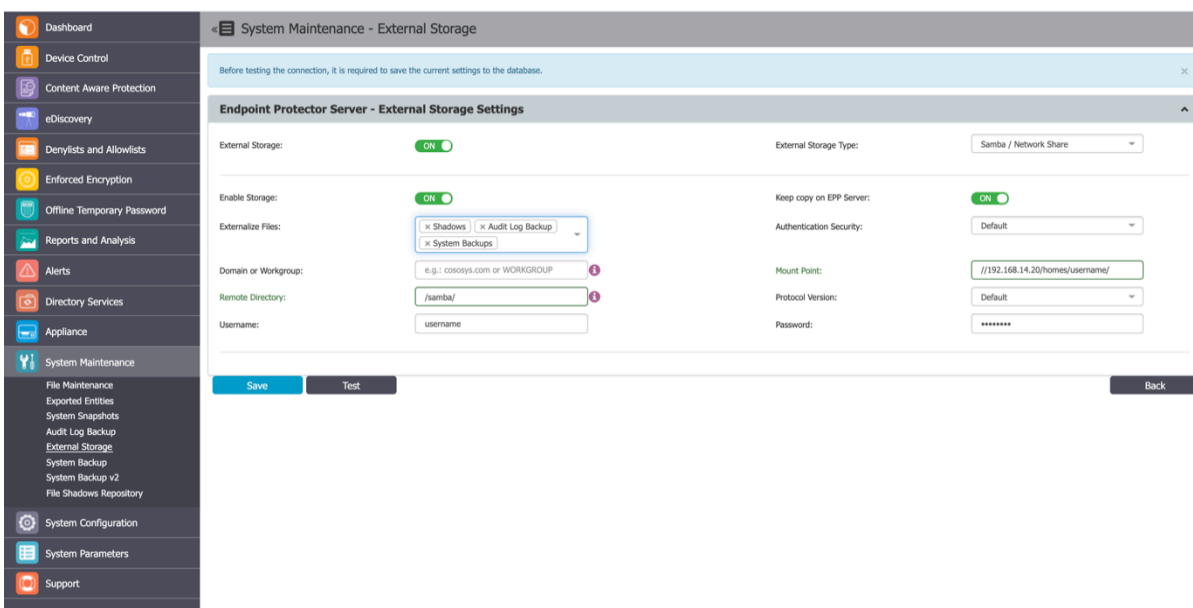 Dashboard
Device Control
Content Aware Protection
eDiscovery
Denylists and Allowlists
Enforced Encryption
Offline Temporary Password
Reports and Analysis
Alerts
Directory Services
Appliance
System Maintenance
File Maintenance
Exported Entities
System Snapshots
Audit Log Backup
External Storage
System Backup
System Backup v2
File Shadows Repository
System Configuration
System Parameters
Support
« System Maintenance - External Storage
Before testing the connection, it is required to save the current settings to the database. ×
Endpoint Protector Server - External Storage Settings
External Storage: ON External Storage Type: Samba / Network Share
Enable Storage: ON Keep copy on EPP Server: ON
Externalize Files: × Shadows × Audit Log Backup Authentication Security: Default
× System Backups
Domain or Workgroup: e.g.: cososys.com or WORKGROUP i Mount Point: //192.168.14.20/homes/username/
Remote Directory: /samba/ i Protocol Version: Default
Username: username Password: ••••••••
Save Test Back